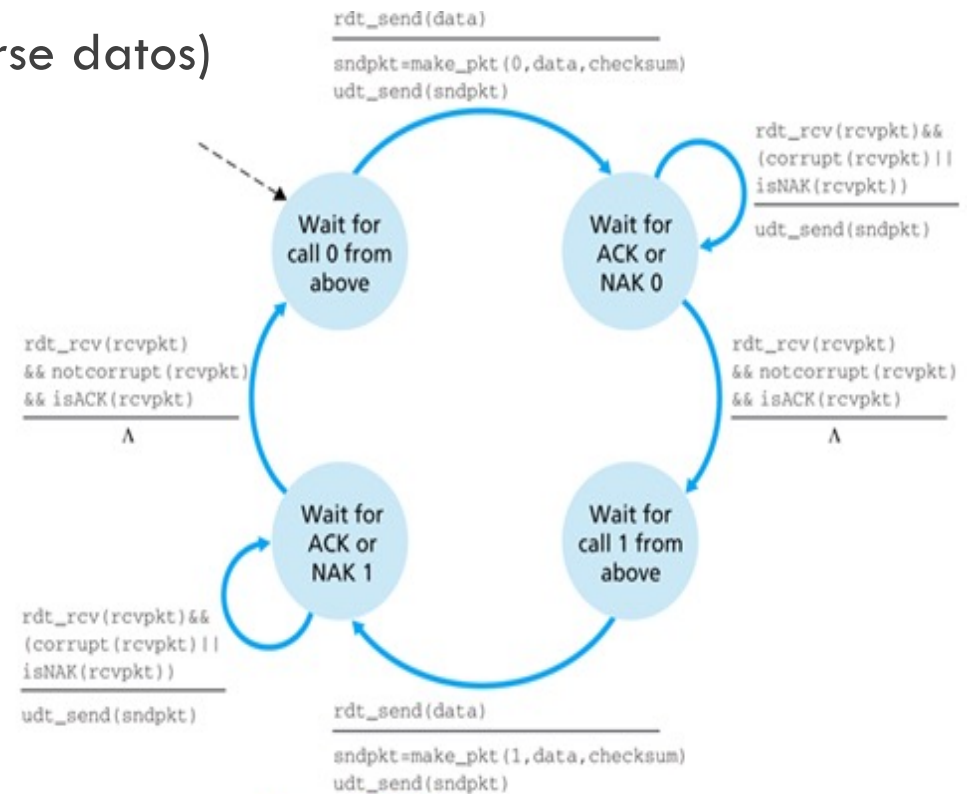 rse datos)
rdt_send(data)
sndpkt=make_pkt(0,data,checksum)
udt_send(sndpkt)
rdt_rcv(rcvpkt)&&
(corrupt(rcvpkt)||
isNAK(rcvpkt))
udt_send(sndpkt)
Wait for
call 0 from
above
Wait for
ACK or
NAK 0
rdt_rcv(rcvpkt)
&& notcorrupt(rcvpkt)
&& isACK(rcvpkt)
Λ
rdt_rcv(rcvpkt)
&& notcorrupt(rcvpkt)
&& isACK(rcvpkt)
Λ
Wait for
ACK or
NAK 1
Wait for
call 1 from
above
rdt_rcv(rcvpkt)&&
(corrupt(rcvpkt)||
isNAK(rcvpkt))
udt_send(sndpkt)
rdt_send(data)
sndpkt=make_pkt(1,data,checksum)
udt_send(sndpkt)